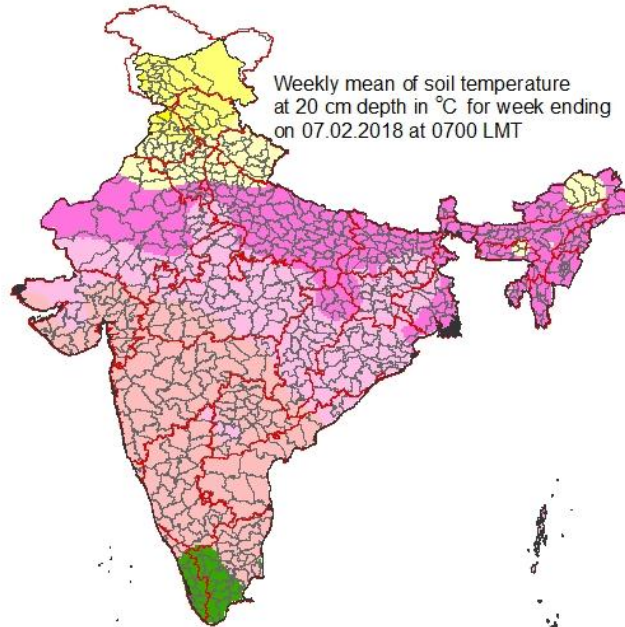 Weekly mean of soil temperature
at 20 cm depth in °C for week ending
on 07.02.2018 at 0700 LMT